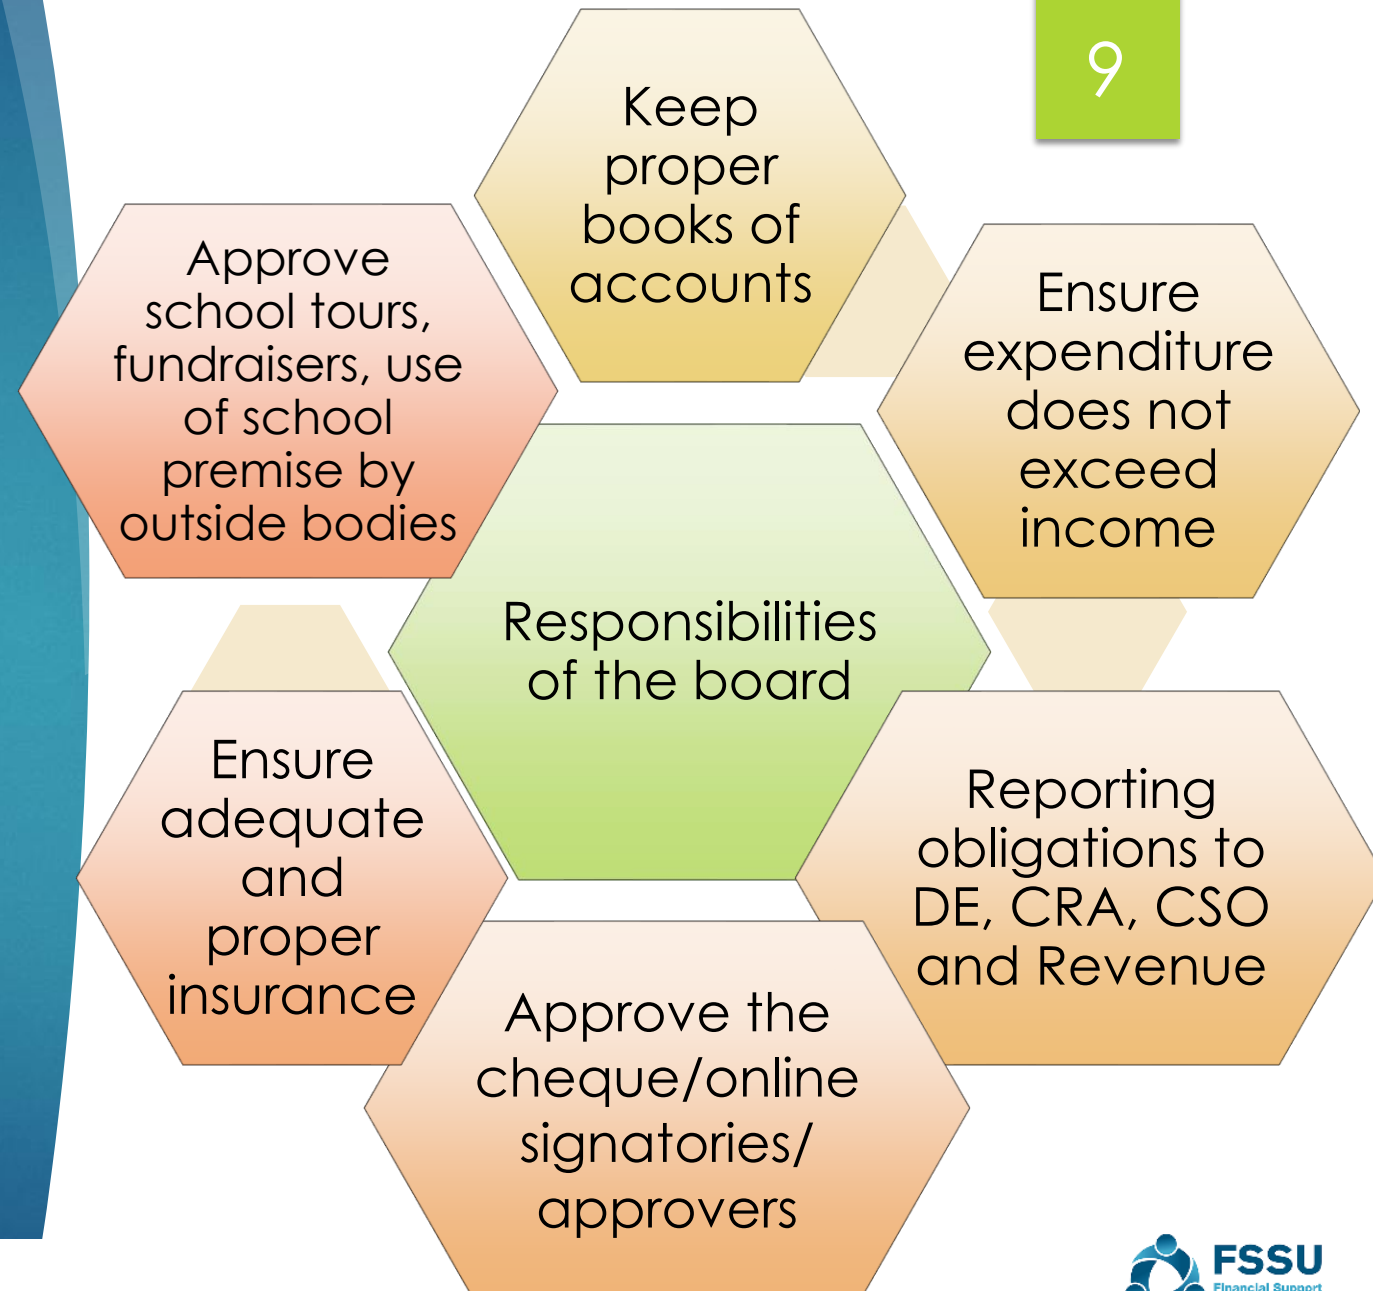 9
Keep
proper
books of
accounts
Ensure
expenditure
does not
exceed
income
Reporting
obligations to
DE, CRA, CSO
and Revenue
Approve the
cheque/online
signatories/
approvers
Ensure
adequate
and
proper
insurance
Approve
school tours,
fundraisers, use
of school
premise by
outside bodies
Responsibilities
of the board
FSSU
Financial Support